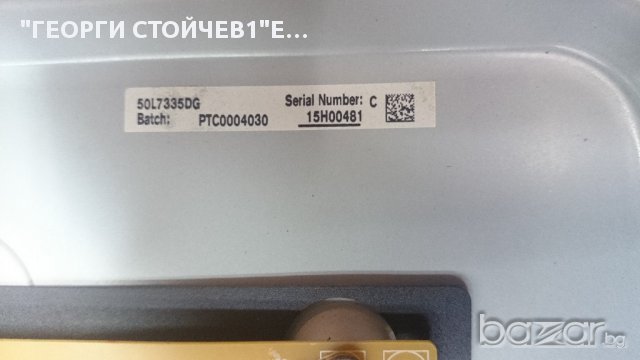 "ГЕОРГИ СТОЙЧЕВ1"Е...
50L7335DG
Serial Number: C
Batch: PTC0004030
15H00481
bazar.bg